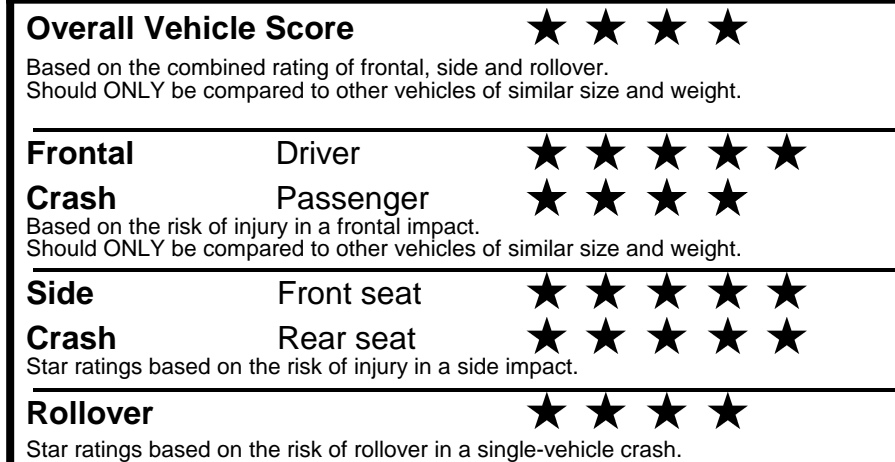 Overall Vehicle Score ★ ★ ★ ★
Based on the combined rating of frontal, side and rollover.
Should ONLY be compared to other vehicles of similar size and weight.
Frontal Driver ★ ★ ★ ★ ★
Crash Passenger ★ ★ ★ ★
Based on the risk of injury in a frontal impact.
Should ONLY be compared to other vehicles of similar size and weight.
Side Front seat ★ ★ ★ ★ ★
Crash Rear seat ★ ★ ★ ★ ★
Star ratings based on the risk of injury in a side impact.
Rollover ★ ★ ★ ★
Star ratings based on the risk of rollover in a single-vehicle crash.